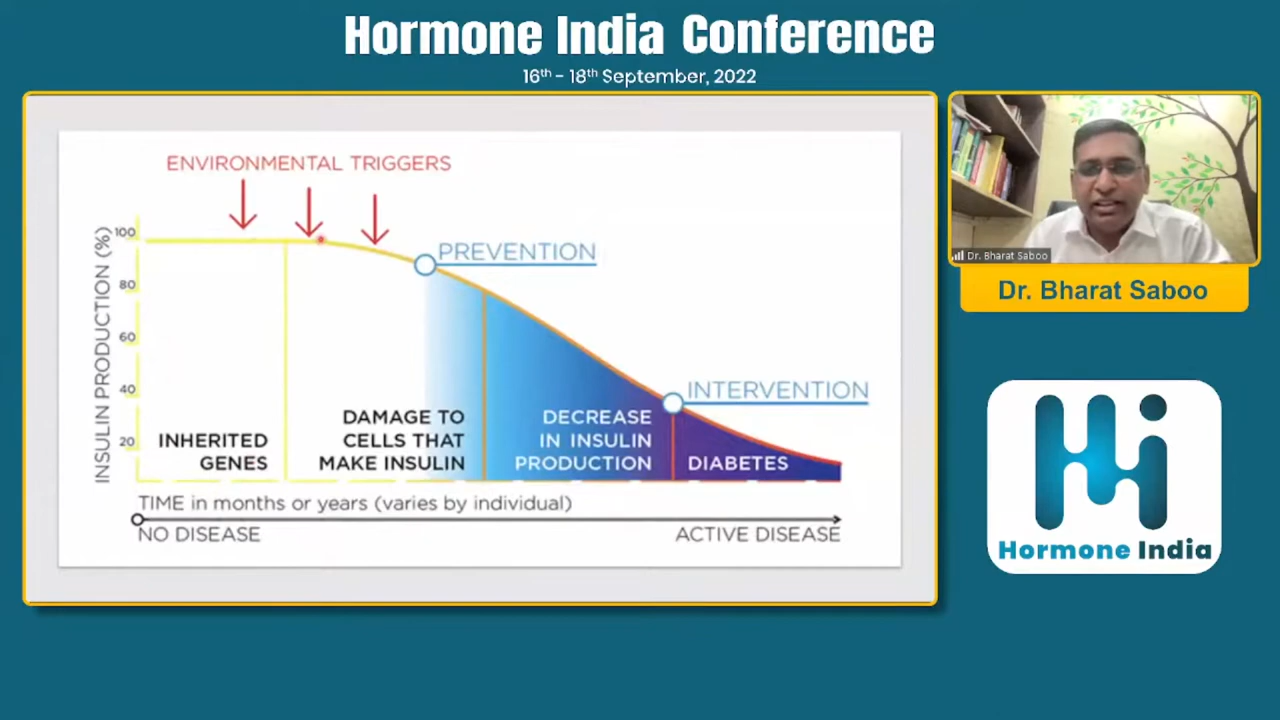 Hormone India Conference
16th - 18th September, 2022
ENVIRONMENTAL TRIGGERS
INSULIN PRODUCTION (%)
100
80
60
40
20
PREVENTION
INTERVENTION
INHERITED
GENES
DAMAGE TO
CELLS THAT
MAKE INSULIN
DECREASE
IN INSULIN
PRODUCTION
DIABETES
TIME in months or years (varies by individual)
NO DISEASE
ACTIVE DISEASE
Dr. Bharat Saboo
Dr. Bharat Saboo
Hi
Hormone India